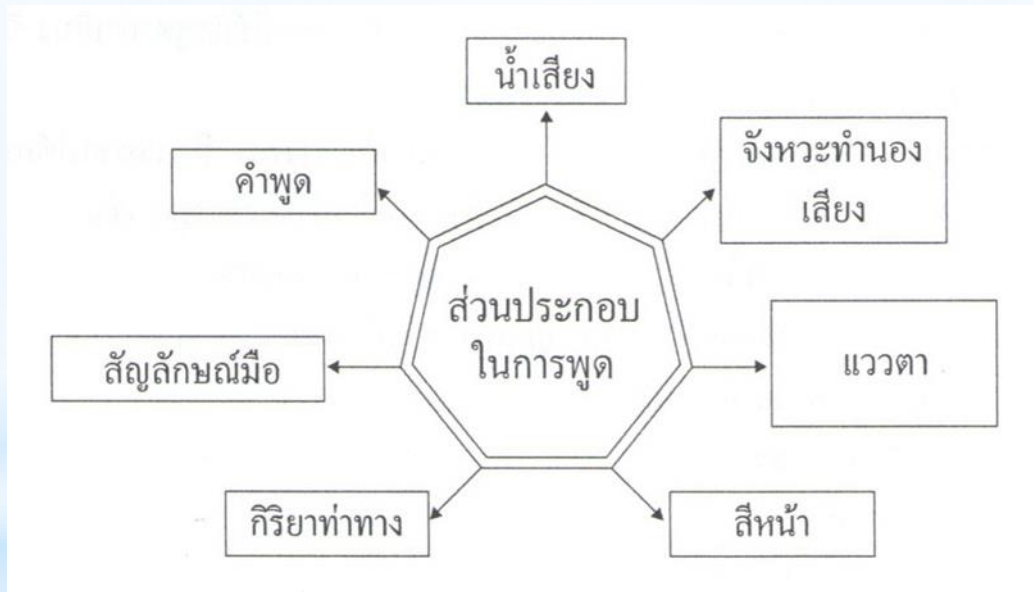 น้ำเสียง
จังหวะทำนอง
เสียง
คำพูด
ส่วนประกอบ
ในการพูด
แววตา
สัญลักษณ์มือ
กิริยาท่าทาง
สีหน้า